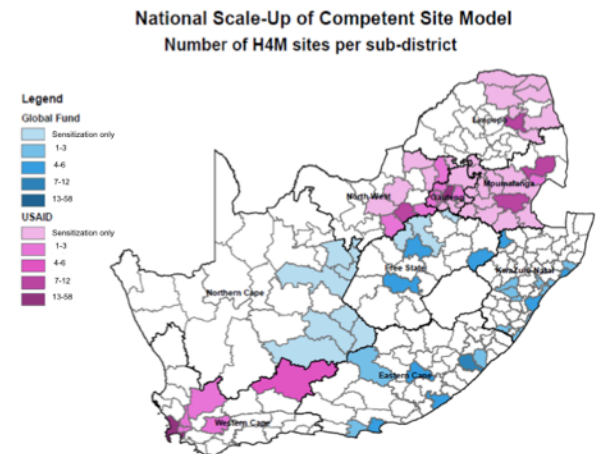 National Scale-Up of Competent Site Model
Number of H4M sites per sub-district
Legend
Global Fund
Sensitization only
1-3
4-6
7-12
13-58
USAID
Sensitization only
1-3
4-6
7-12
13-58
Limpopo
North West
Gauteng
Mpumalanga
Free State
KwaZulu-Natal
Northern Cape
Eastern Cape
Western Cape